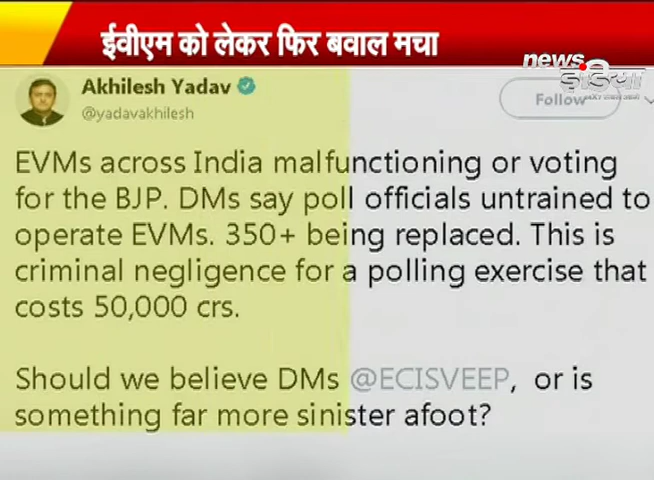 ईवीएम को लेकर फिर बवाल मचा
news
इंडिया
Akhilesh Yadav
@yadavakhilesh
Follow
EVMs across India malfunctioning or voting
for the BJP. DMs say poll officials untrained to
operate EVMs. 350+ being replaced. This is
criminal negligence for a polling exercise that
costs 50,000 crs.
Should we believe DMs @ECISVEEP, or is
something far more sinister afoot?